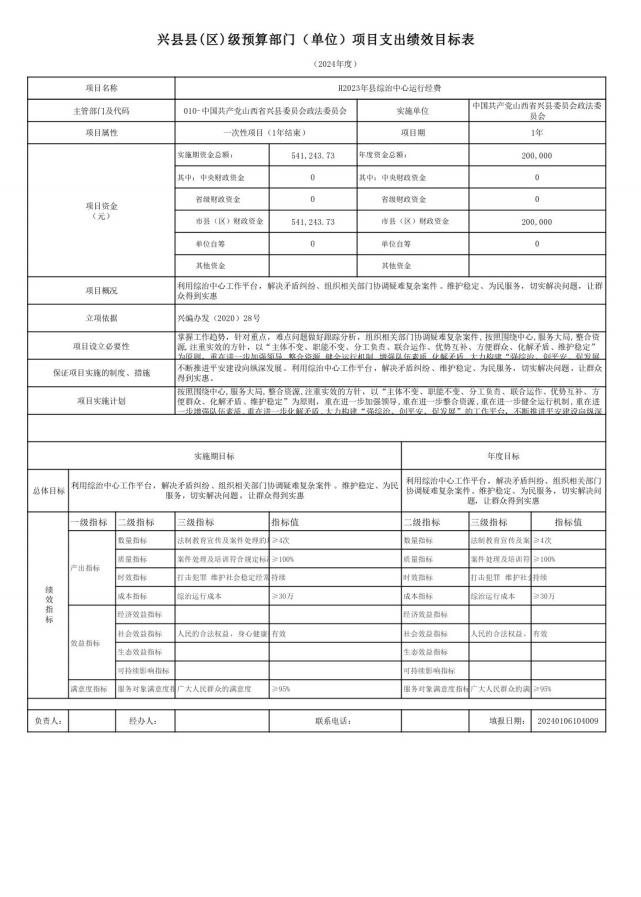 兴县县(区)级预算部门（单位）项目支出绩效目标表
（2024年度）
项目名称 H2023年县综治中心运行经费
主管部门及代码 010-中国共产党山西省兴县委员会政法委员会 实施单位 中国共产党山西省兴县委员会政法委
员会
项目属性 一次性项目（1年结束） 项目期 1年
项目资金
（元）
实施期资金总额： 541,243.73 年度资金总额： 200,000
其中：中央财政资金 0 其中：中央财政资金 0
省级财政资金 0 省级财政资金 0
市县（区）财政资金 541,243.73 市县（区）财政资金 200,000
单位自筹 0 单位自筹 0
其他资金 其他资金
项目概况 利用综治中心工作平台，解决矛盾纠纷、组织相关部门协调疑难复杂案件 。维护稳定、为民服务，切实解决问题，让群
众得到实惠
立项依据 兴编办发（2020）28号
项目设立必要性 掌握工作趋势，针对重点，难点问题做好跟踪分析，组织相关部门协调疑难复杂案件,按照围绕中心,服务大局,整合资
源,注重实效的方针，以“主体不变、职能不变、分工负责、联合运作、优势互补、方便群众、化解矛盾、维护稳定”
为原则，重在进一步加强领导,整合资源,健全运行机制,增强队伍素质,化解矛盾,大力构建“强综治、创平安、促发展
保证项目实施的制度、措施 不断推进平安建设向纵深发展。利用综治中心工作平台，解决矛盾纠纷、维护稳定、为民服务，切实解决问题，让群众
得到实惠。
项目实施计划 按照围绕中心,服务大局,整合资源,注重实效的方针，以“主体不变、职能不变、分工负责、联合运作、优势互补、方
便群众、化解矛盾、维护稳定”为原则，重在进一步加强领导,重在进一步整合资源,重在进一步健全运行机制,重在进
一步增强队伍素质,重在进一步化解矛盾,大力构建“强综治、创平安、促发展”的工作平台，不断推进平安建设向纵深
实施期目标 年度目标
总体目标 利用综治中心工作平台，解决矛盾纠纷、组织相关部门协调疑难复杂案件 。维护稳定、为民
服务，切实解决问题，让群众得到实惠
利用综治中心工作平台，解决矛盾纠纷、组织相关部门
协调疑难复杂案件。维护稳定、为民服务，切实解决问
题，让群众得到实惠
绩效指标
一级指标 二级指标 三级指标 指标值 二级指标 三级指标 指标值
产出指标
数量指标 法制教育宣传及案件处理的 ≥4次 数量指标 法制教育宣传及案 ≥4次
质量指标 案件处理及培训符合规定标 ≥100% 质量指标 案件处理及培训符 ≥100%
时效指标 打击犯罪 维护社会稳定经常 持续 时效指标 打击犯罪 维护社会 持续
成本指标 综治运行成本 ≥30万 成本指标 综治运行成本 ≥30万
效益指标
经济效益指标 经济效益指标
社会效益指标 人民的合法权益，身心健康 有效 社会效益指标 人民的合法权益， 有效
生态效益指标 生态效益指标
可持续影响指标 可持续影响指标
满意度指标 服务对象满意度指 广大人民群众的满意度 ≥95% 服务对象满意度指标 广大人民群众的满 ≥95%
负责人： 经办人： 联系电话： 填报日期： 20240106104009